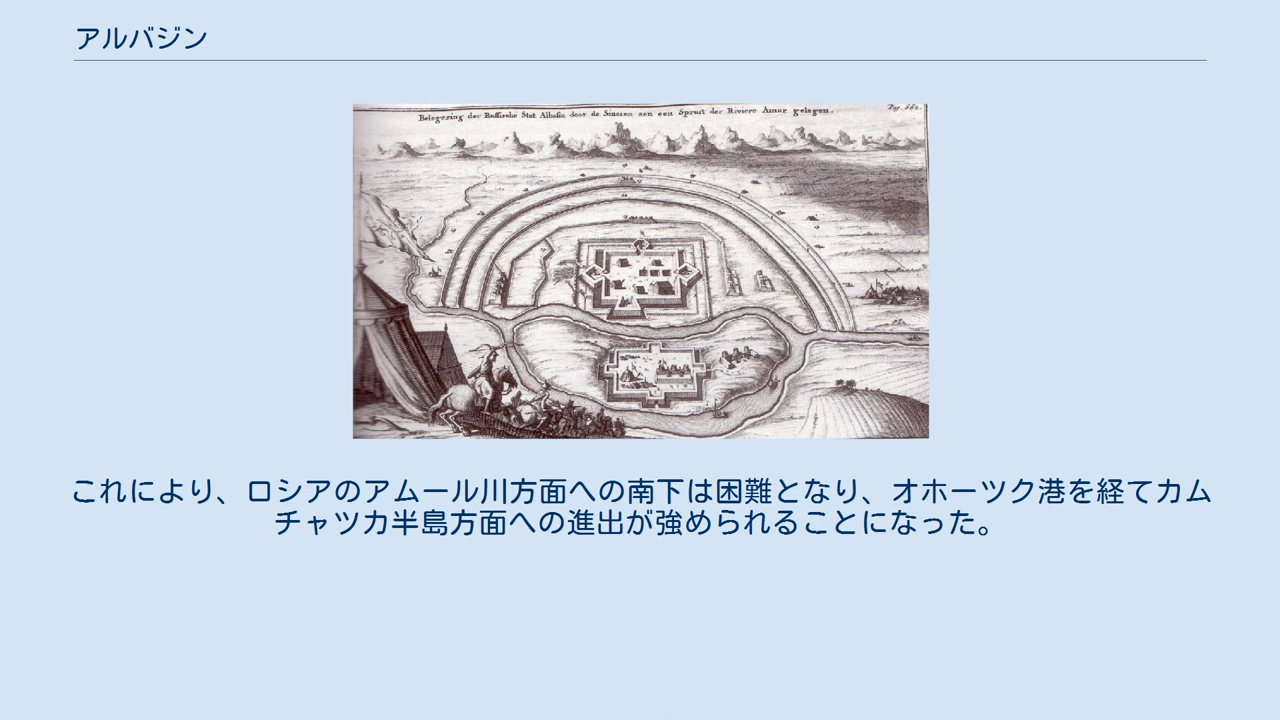 アルバジン
Belegering der Russische Stat Albasin door de Sinesen aen een Spruit der Riviere Amur gelegen.
Pag. 662.
これにより、ロシアのアムール川方面への南下は困難となり、オホーツク港を経てカム
チャツカ半島方面への進出が強められることになった。